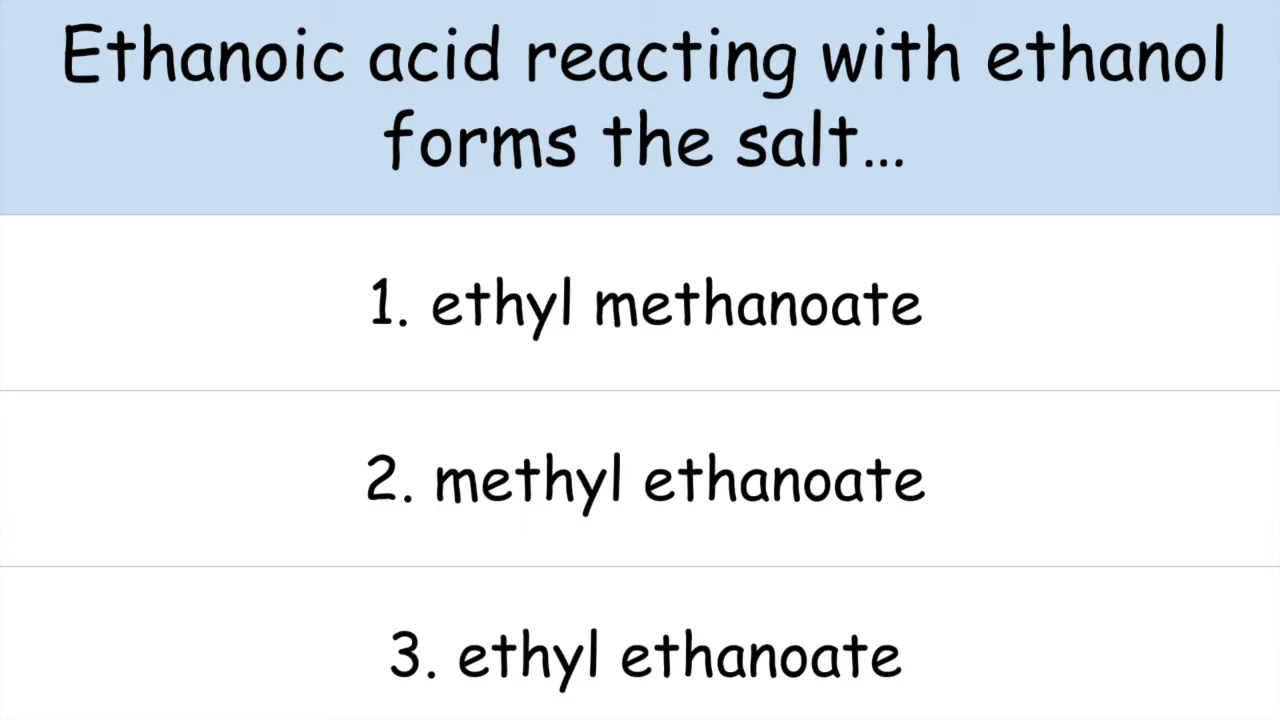 Ethanoic acid reacting with ethanol
forms the salt...
1. ethyl methanoate
2. methyl ethanoate
3. ethyl ethanoate